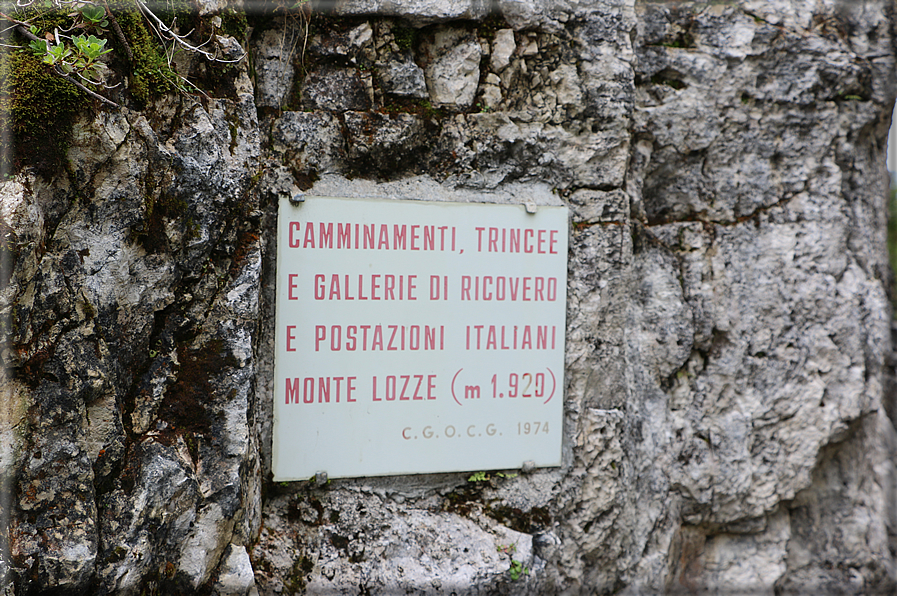 CAMMINAMENTI, TRINCEE
E GALLERIE DI RICOVERO
E POSTAZIONI ITALIANI
MONTE LOZZE (m 1.920)
C.G.O.C.G. 1974